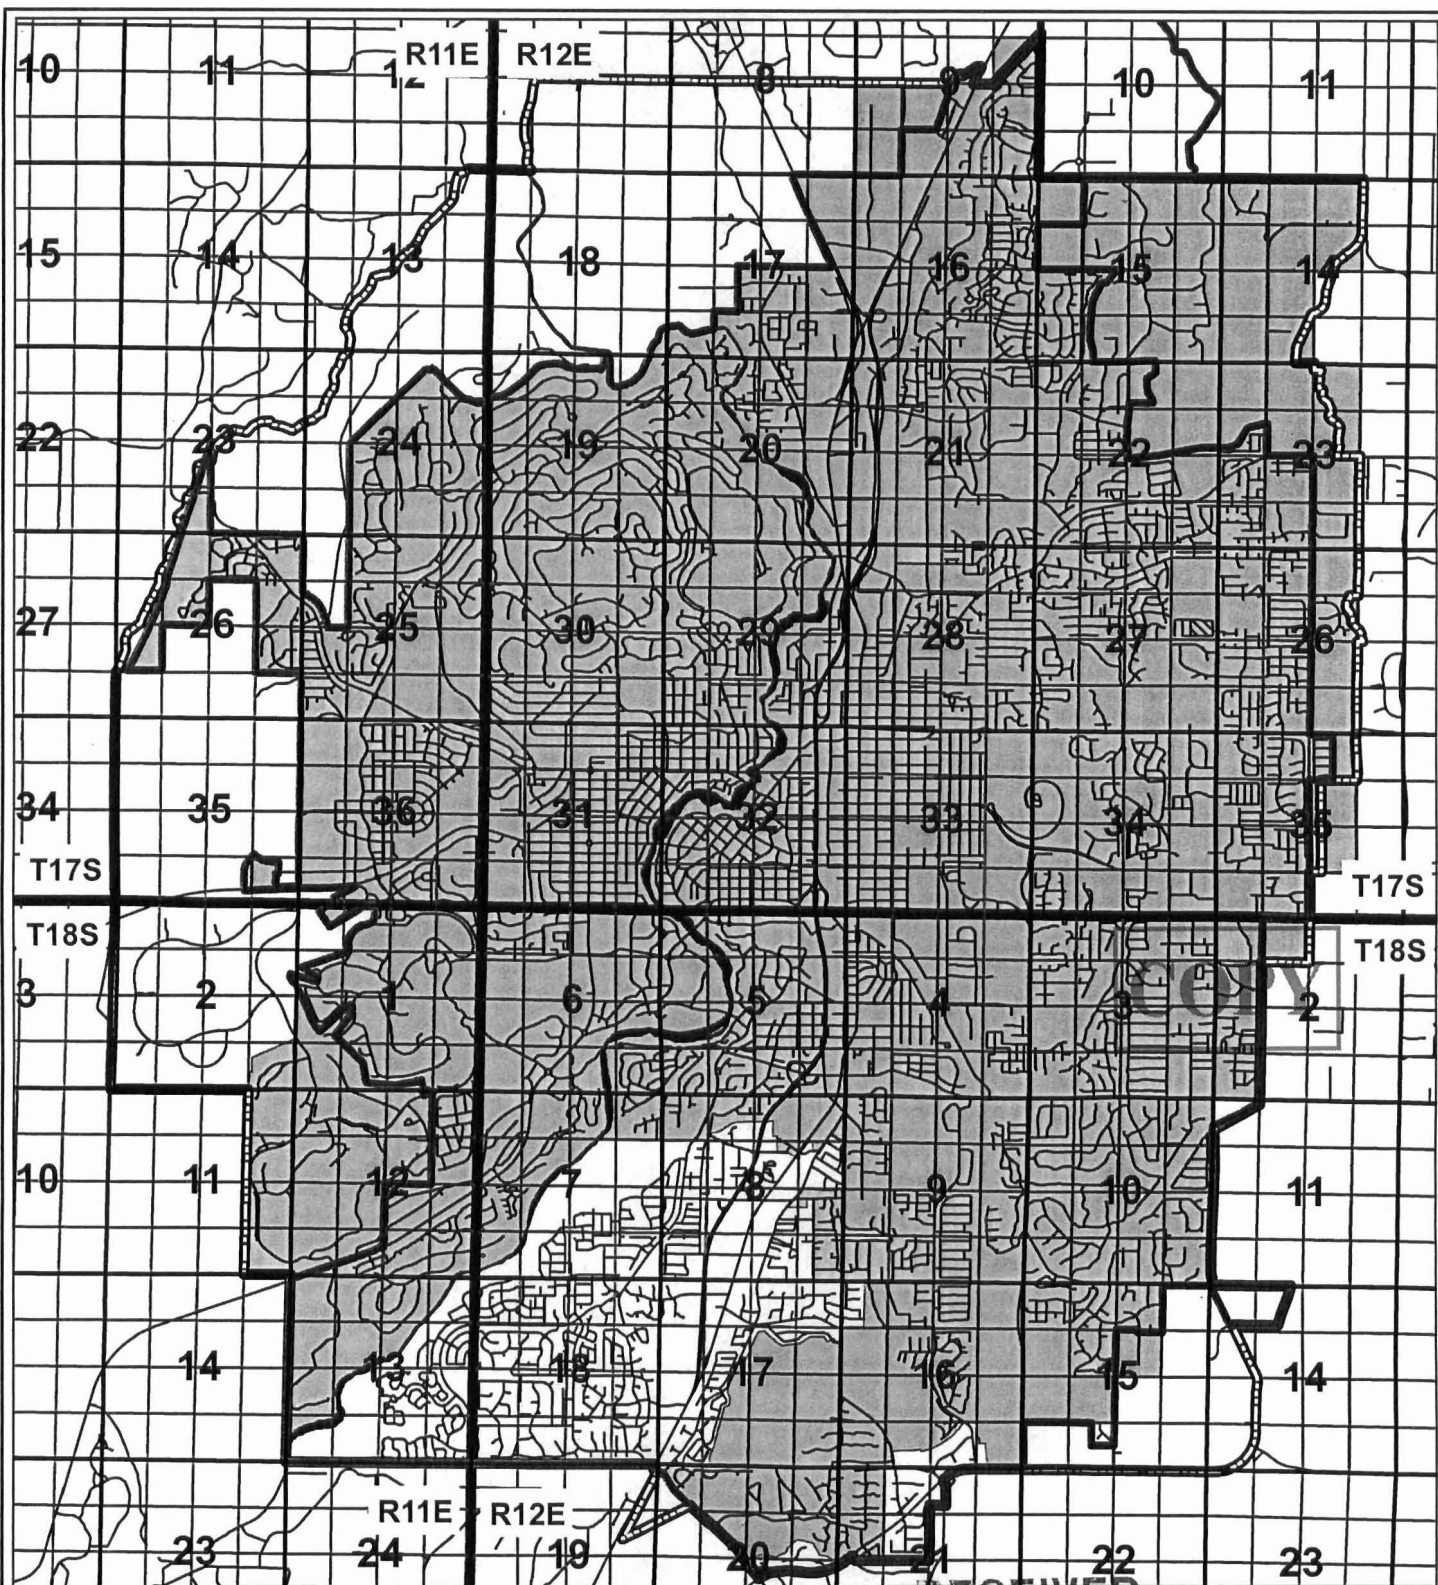 R11E R12E
10 11 12 8 9 10 11
15 14 13 18 17 16 15 14
22 23 24 19 20 21 22 23
27 26 25 30 29 28 27 26
34 35 36 31 32 33 34 35
T17S T17S
T18S T18S
COPY
3 2 1 6 5 4 3 2
10 11 12 7 8 9 10 11
14 13 18 17 16 15 14
R11E R12E
23 24 19 20 21 22 23